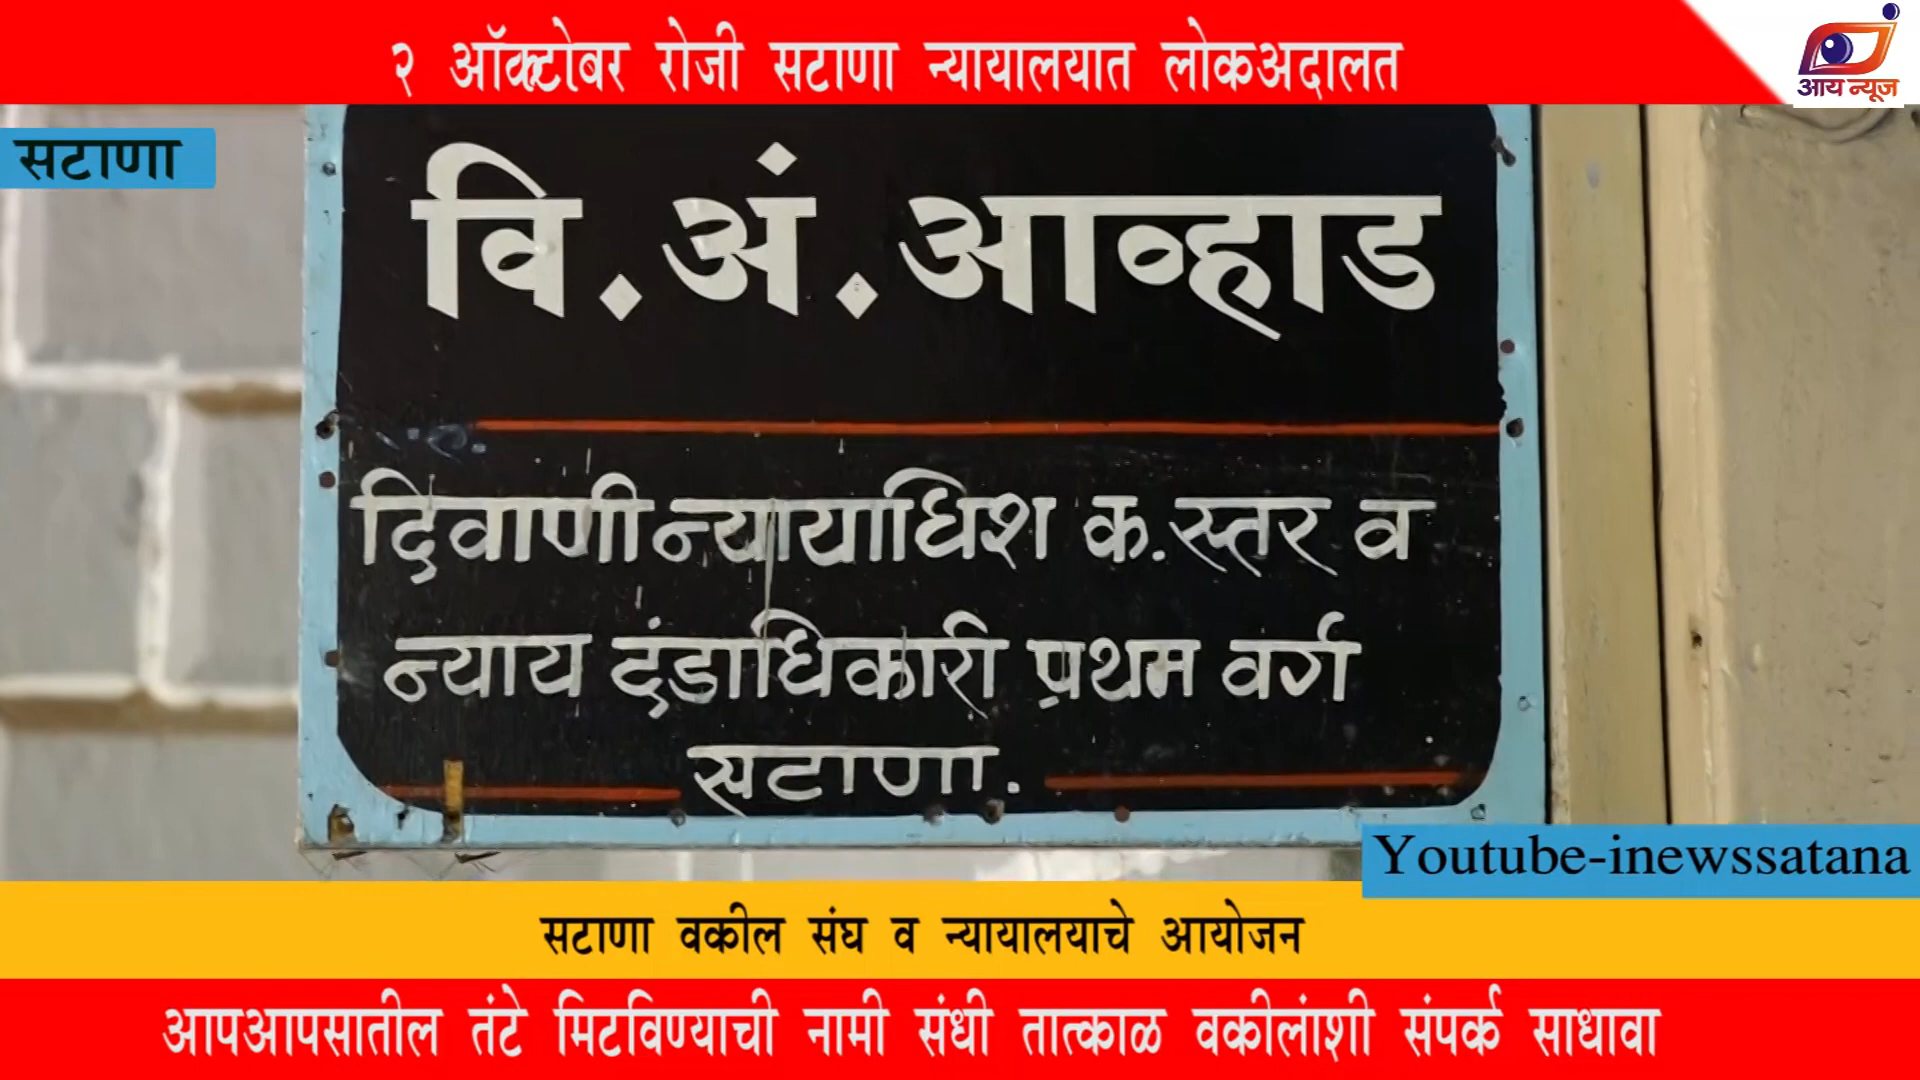 २ ऑक्टोबर रोजी सटाणा न्यायालयात लोकअदालत
आय न्यूज
सटाणा
वि.अं.आव्हाड
दिवाणी न्यायाधिश क.स्तर व
न्याय दंडाधिकारी प्रथम वर्ग
सटाणा.
Youtube-inewssatana
सटाणा वकील संघ व न्यायालयाचे आयोजन
आपआपसातील तंटे मिटविण्याची नामी संधी तात्काळ वकीलांशी संपर्क साधावा